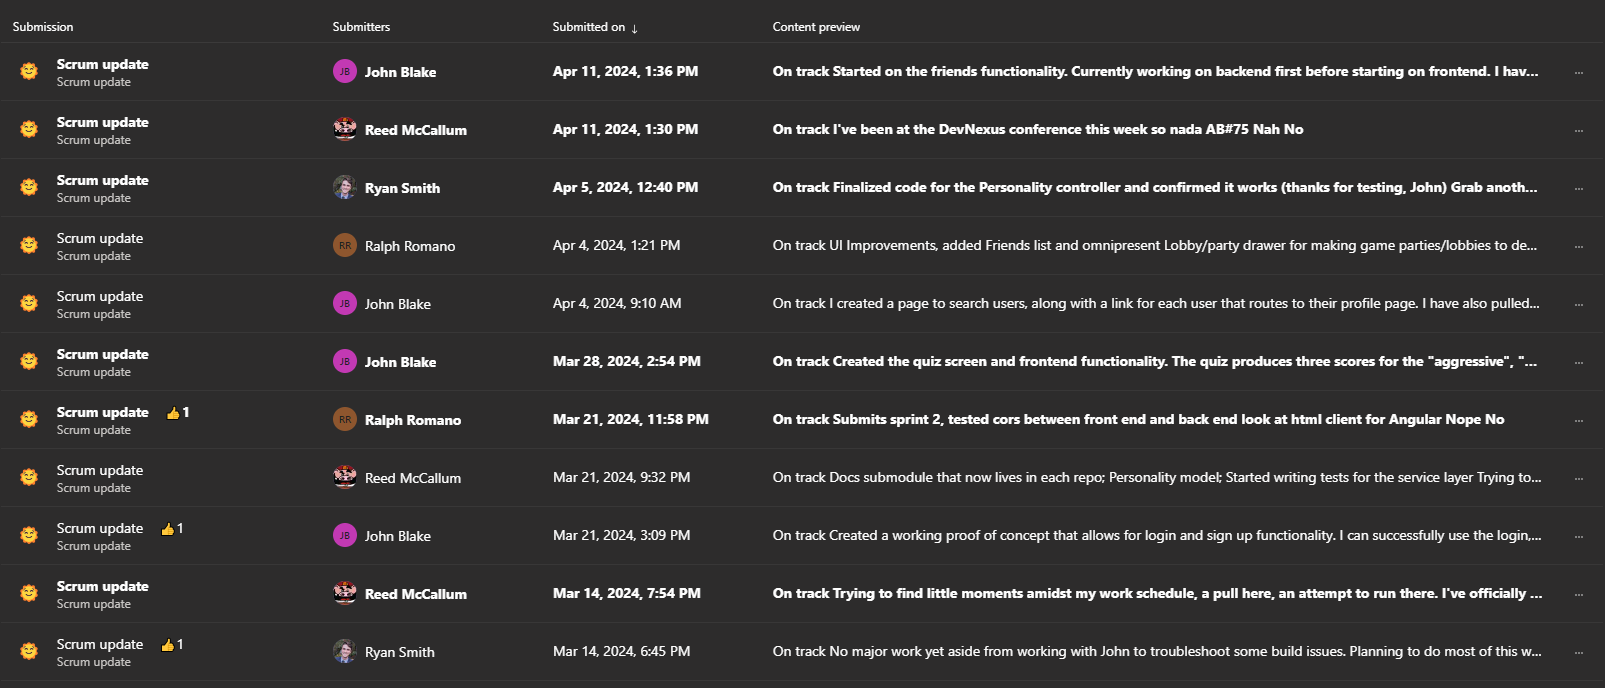 Submission Submitters Submitted on ↓ Content preview
Scrum update John Blake Apr 11, 2024, 1:36 PM On track Started on the friends functionality. Currently working on backend first before starting on frontend. I hav... ...
JB
Scrum update
Scrum update Reed McCallum Apr 11, 2024, 1:30 PM On track I've been at the DevNexus conference this week so nada AB#75 Nah No ...
Scrum update
Scrum update Ryan Smith Apr 5, 2024, 12:40 PM On track Finalized code for the Personality controller and confirmed it works (thanks for testing, John) Grab anoth... ...
Scrum update
Scrum update Ralph Romano Apr 4, 2024, 1:21 PM On track UI Improvements, added Friends list and omnipresent Lobby/party drawer for making game parties/lobbies to de... ...
RR
Scrum update
Scrum update John Blake Apr 4, 2024, 9:10 AM On track I created a page to search users, along with a link for each user that routes to their profile page. I have also pulled... ...
JB
Scrum update
Scrum update John Blake Mar 28, 2024, 2:54 PM On track Created the quiz screen and frontend functionality. The quiz produces three scores for the "aggressive", "... ...
JB
Scrum update
Scrum update 👍1 Ralph Romano Mar 21, 2024, 11:58 PM On track Submits sprint 2, tested cors between front end and back end look at html client for Angular Nope No ...
RR
Scrum update
Scrum update Reed McCallum Mar 21, 2024, 9:32 PM On track Docs submodule that now lives in each repo; Personality model; Started writing tests for the service layer Trying to... ...
Scrum update
Scrum update 👍1 John Blake Mar 21, 2024, 3:09 PM On track Created a working proof of concept that allows for login and sign up functionality. I can successfully use the login,... ...
JB
Scrum update
Scrum update Reed McCallum Mar 14, 2024, 7:54 PM On track Trying to find little moments amidst my work schedule, a pull here, an attempt to run there. I've officially ... ...
Scrum update
Scrum update 👍1 Ryan Smith Mar 14, 2024, 6:45 PM On track No major work yet aside from working with John to troubleshoot some build issues. Planning to do most of this w... ...
Scrum update